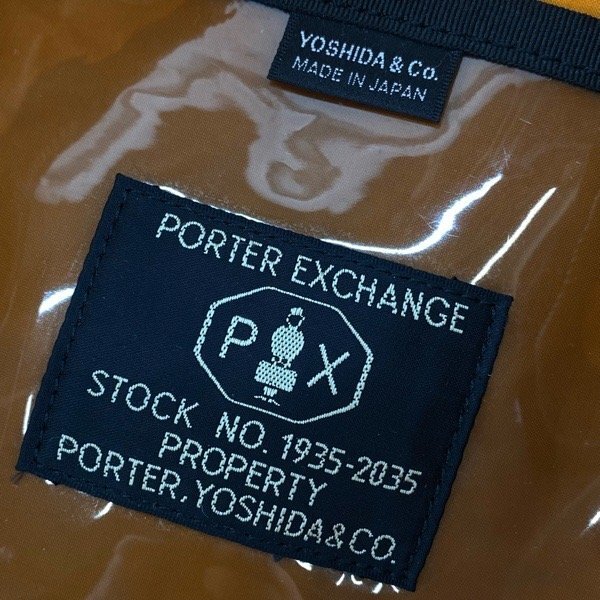 YOSHIDA & Co.
MADE IN JAPAN
PORTER EXCHANGE
P X
STOCK NO. 1935-2035
PROPERTY
PORTER, YOSHIDA & CO.